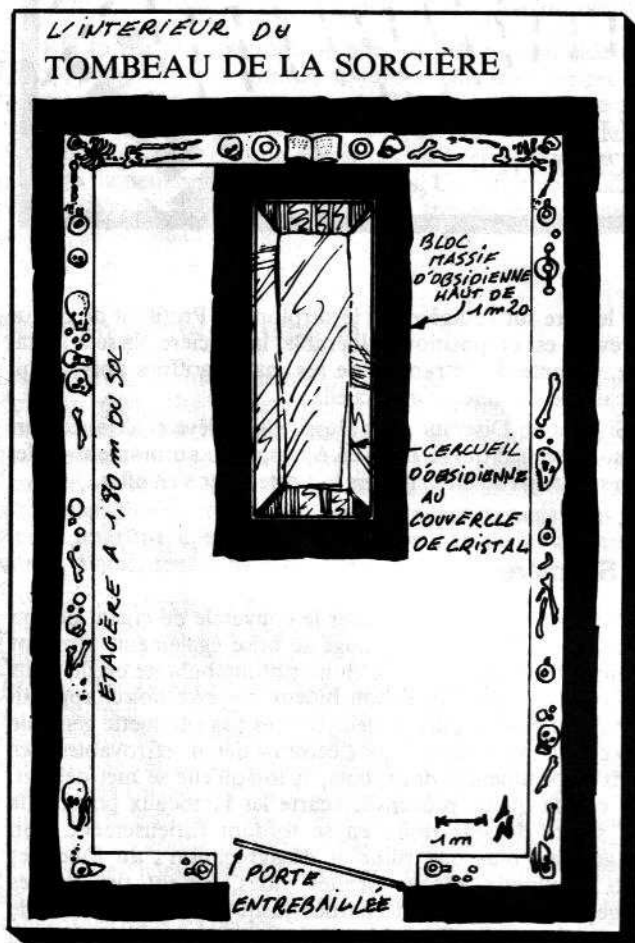 L'INTERIEUR DU
TOMBEAU DE LA SORCIÈRE
BLOC
MASSIF
D'OBSIDIENNE
HAUT DE
1m20
CERCUEIL
D'OBSIDIENNE
AU
COUVERCLE
DE CRISTAL
ÉTAGÈRE A 1,80 m DU SOL
N
1m
PORTE
ENTREBAILLÉE